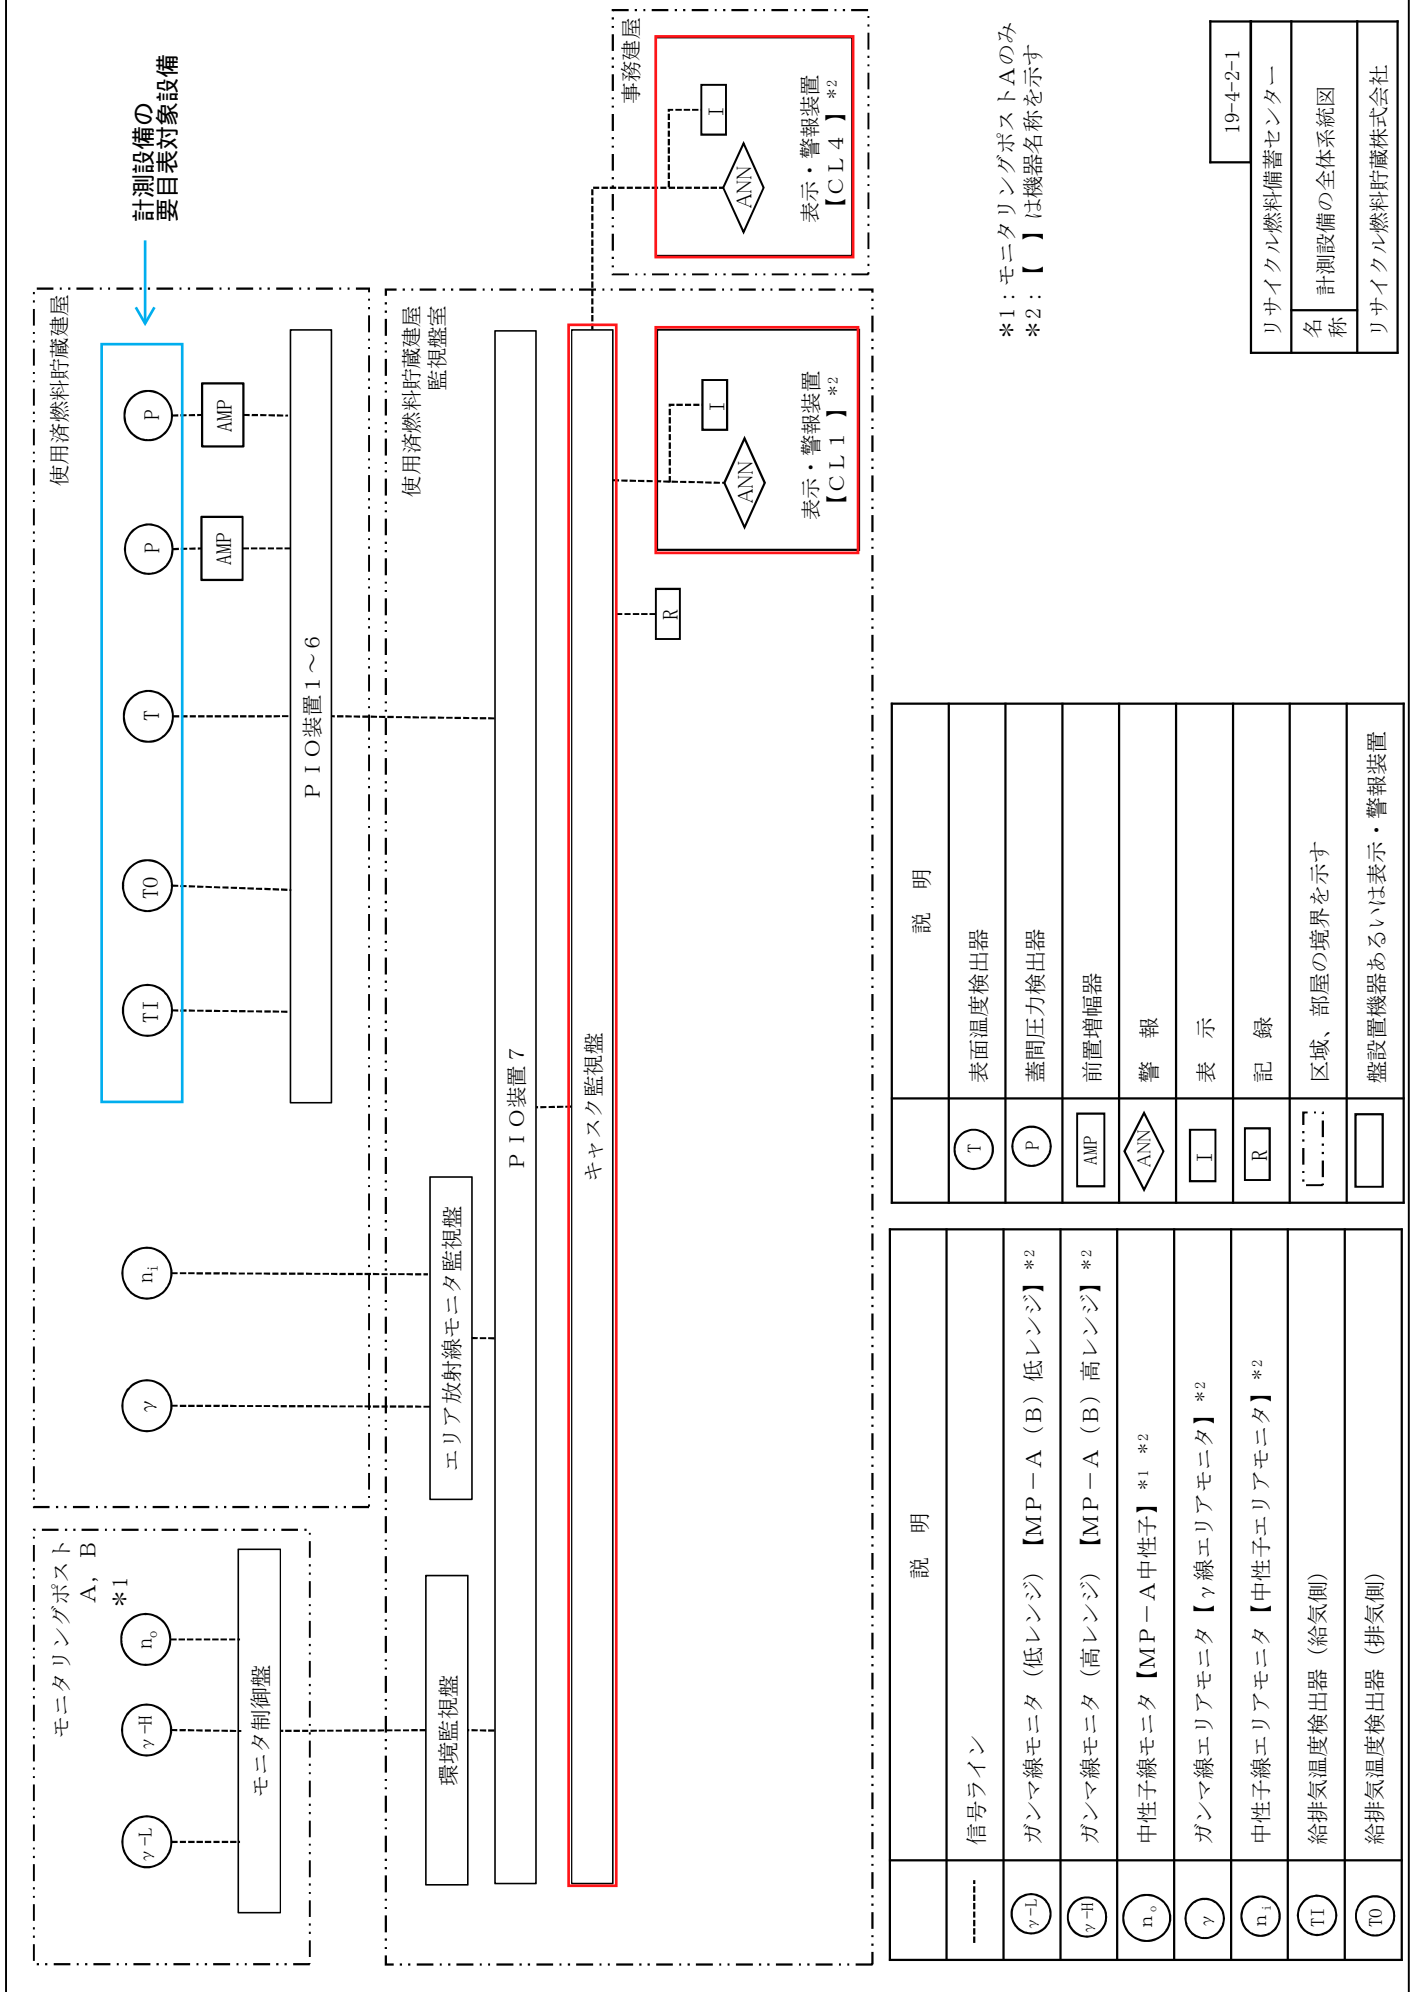 モニタリングポスト
A，B
*1
γ-L
γ-H
no
モニタ制御盤
使用済燃料貯蔵建屋
γ
ni
TI
TO
T
P
P
AMP
AMP
PIO装置1～6
計測設備の
要目表対象設備
使用済燃料貯蔵建屋
監視盤室
環境監視盤
エリア放射線モニタ監視盤
PIO装置7
キャスク監視盤
R
ANN
I
表示・警報装置
【CL1】*2
事務建屋
ANN
I
表示・警報装置
【CL4】*2
説　明
信号ライン
γ-L ガンマ線モニタ（低レンジ）【MP－A（B）低レンジ】*2
γ-H ガンマ線モニタ（高レンジ）【MP－A（B）高レンジ】*2
no 中性子線モニタ【MP－A中性子】*1 *2
γ ガンマ線エリアモニタ【γ線エリアモニタ】*2
ni 中性子線エリアモニタ【中性子エリアモニタ】*2
TI 給排気温度検出器（給気側）
TO 給排気温度検出器（排気側）
説　明
T 表面温度検出器
P 蓋間圧力検出器
AMP 前置増幅器
ANN 警　報
I 表　示
R 記　録
区域、部屋の境界を示す
盤設置機器あるいは表示・警報装置
*1：モニタリングポストAのみ
*2：【　】は機器名称を示す
19-4-2-1
リサイクル燃料備蓄センター
名称 計測設備の全体系統図
リサイクル燃料貯蔵株式会社